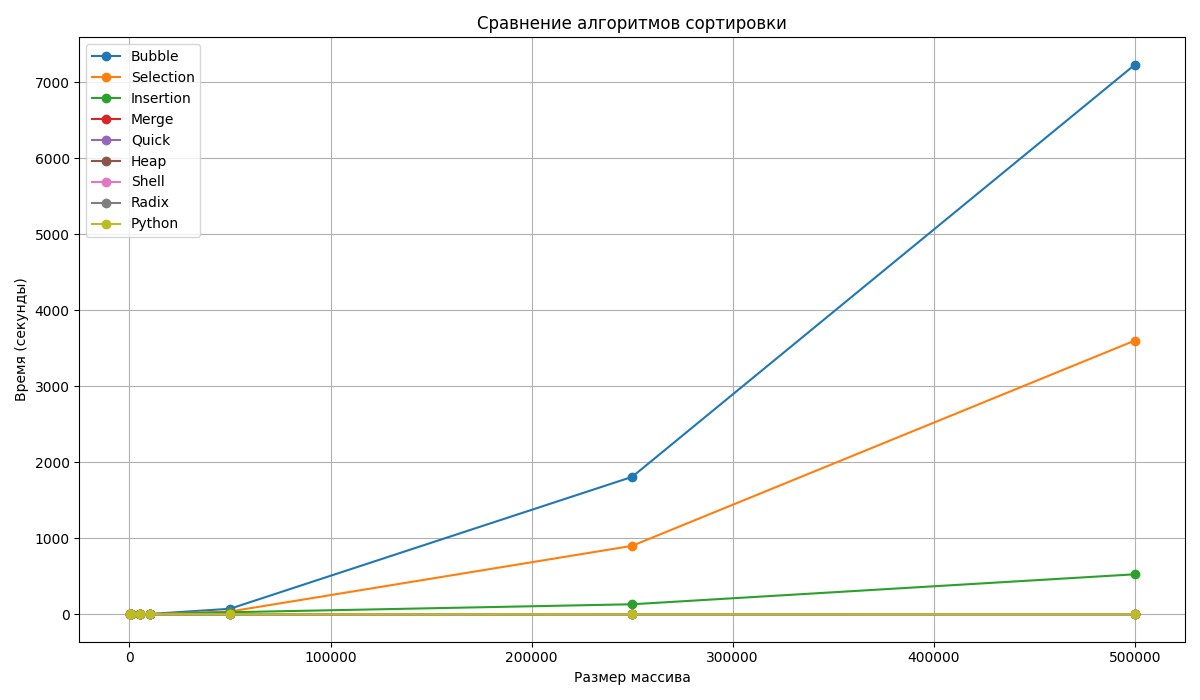 Сравнение алгоритмов сортировки
Bubble
Selection
Insertion
Merge
Quick
Heap
Shell
Radix
Python
7000
6000
5000
4000
3000
2000
1000
0
Время (секунды)
0
100000
200000
300000
400000
500000
Размер массива